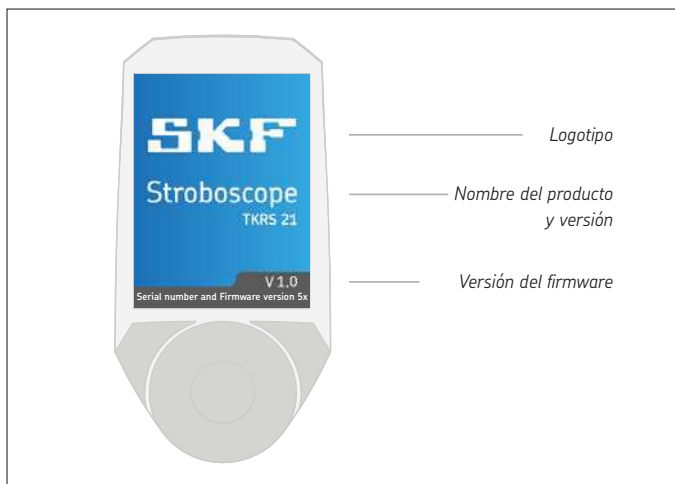 SKF
Stroboscope
TKRS 21
V 1.0
Serial number and Firmware version 5x
Logotipo
Nombre del producto
y versión
Versión del firmware